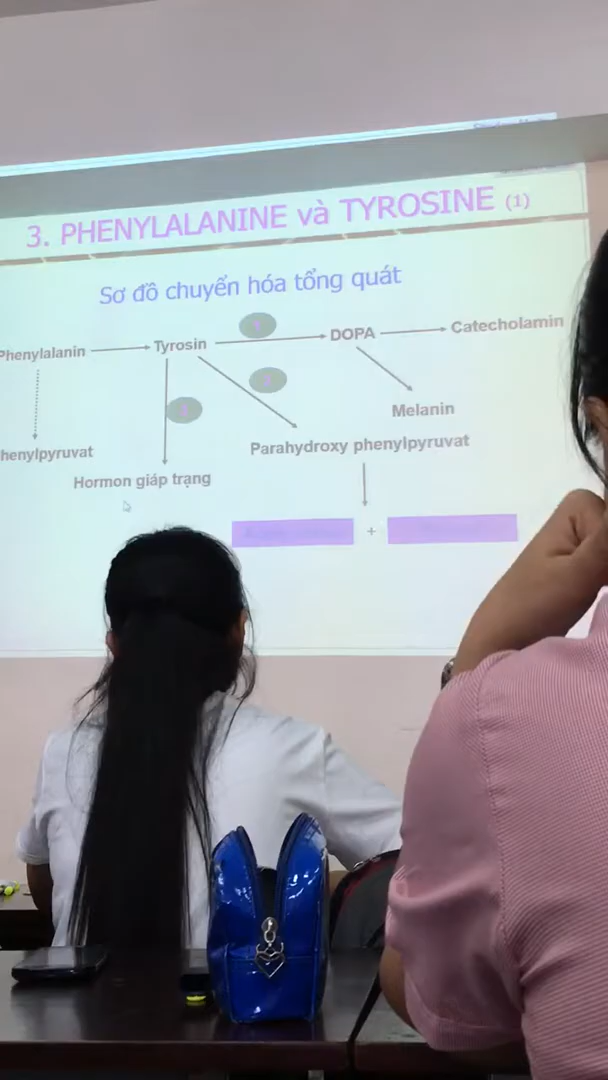 3. PHENYLALANINE và TYROSINE (1)
Sơ đồ chuyển hóa tổng quát
Phenylalanin
Tyrosin
1
DOPA
Catecholamin
Melanin
henylpyruvat
Hormon giáp trạng
Parahydroxy phenylpyruvat
+